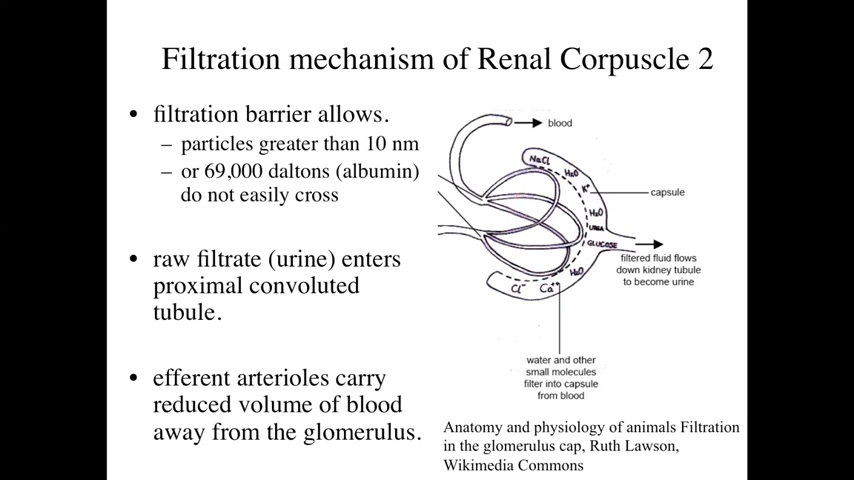 Filtration mechanism of Renal Corpuscle 2
• filtration barrier allows.
– particles greater than 10 nm
– or 69,000 daltons (albumin)
do not easily cross
• raw filtrate (urine) enters
proximal convoluted
tubule.
• efferent arterioles carry
reduced volume of blood
away from the glomerulus.
blood
NaCl
H2O
K+
capsule
H2O
UREA
GLUCOSE
filtered fluid flows
down kidney tubule
to become urine
H2O
Cl-
Ca++
water and other
small molecules
filter into capsule
from blood
Anatomy and physiology of animals Filtration
in the glomerulus cap, Ruth Lawson,
Wikimedia Commons